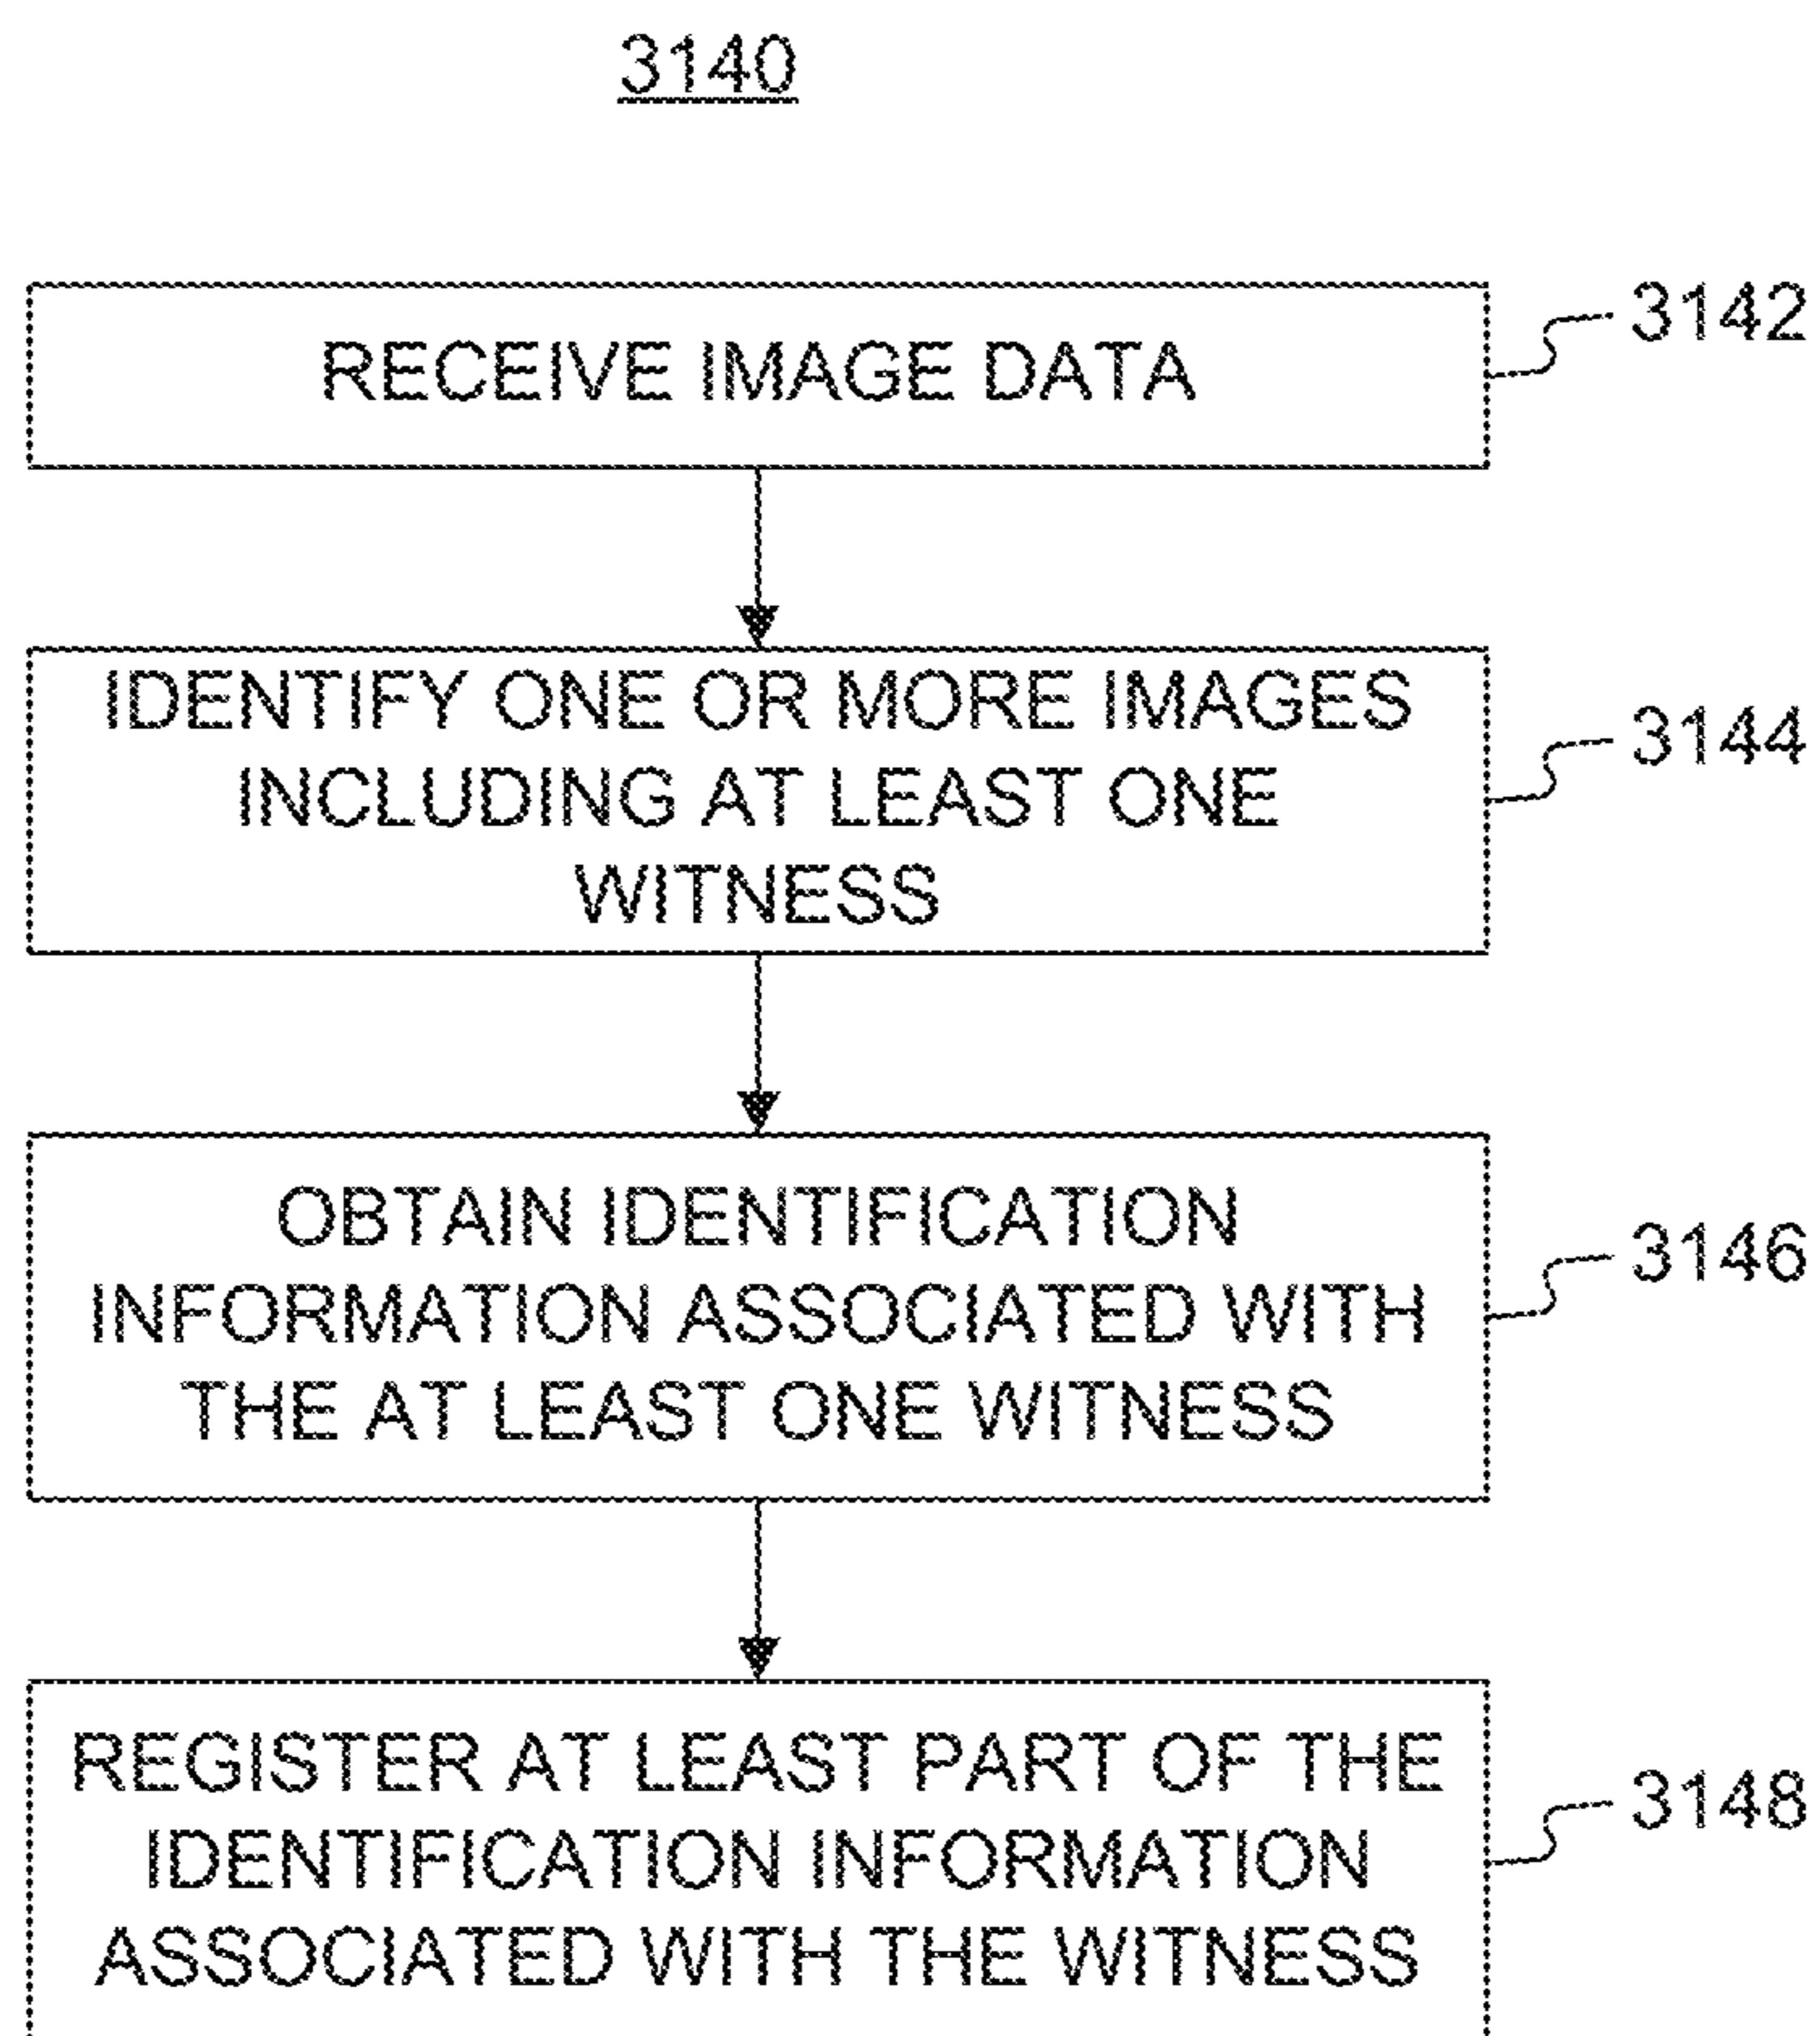 3140
RECEIVE IMAGE DATA
3142
IDENTIFY ONE OR MORE IMAGES
INCLUDING AT LEAST ONE
WITNESS
3144
OBTAIN IDENTIFICATION
INFORMATION ASSOCIATED WITH
THE AT LEAST ONE WITNESS
3146
REGISTER AT LEAST PART OF THE
IDENTIFICATION INFORMATION
ASSOCIATED WITH THE WITNESS
3148